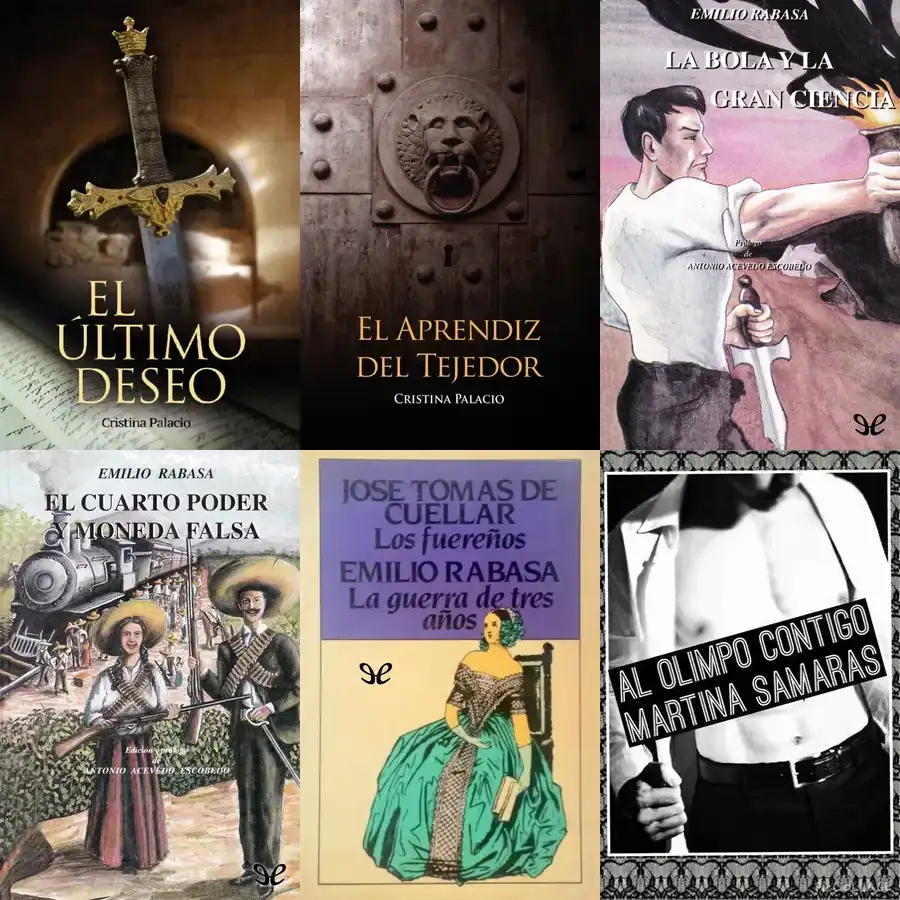 EL
ÚLTIMO
DESEO
Cristina Palacio
EL APRENDIZ
DEL TEJEDOR
CRISTINA PALACIO
EMILIO RABASA
LA BOLA Y LA
GRAN CIENCIA
Prólogo
de
ANTONIO ACEVEDO ESCOBEDO
EMILIO RABASA
EL CUARTO PODER
Y MONEDA FALSA
Edición y prólogo
de
ANTONIO ACEVEDO ESCOBEDO
JOSE TOMAS DE
CUELLAR
Los fuereños
EMILIO RABASA
La guerra de tres
años
AL OLIMPO CONTIGO
MARTINA SAMARAS